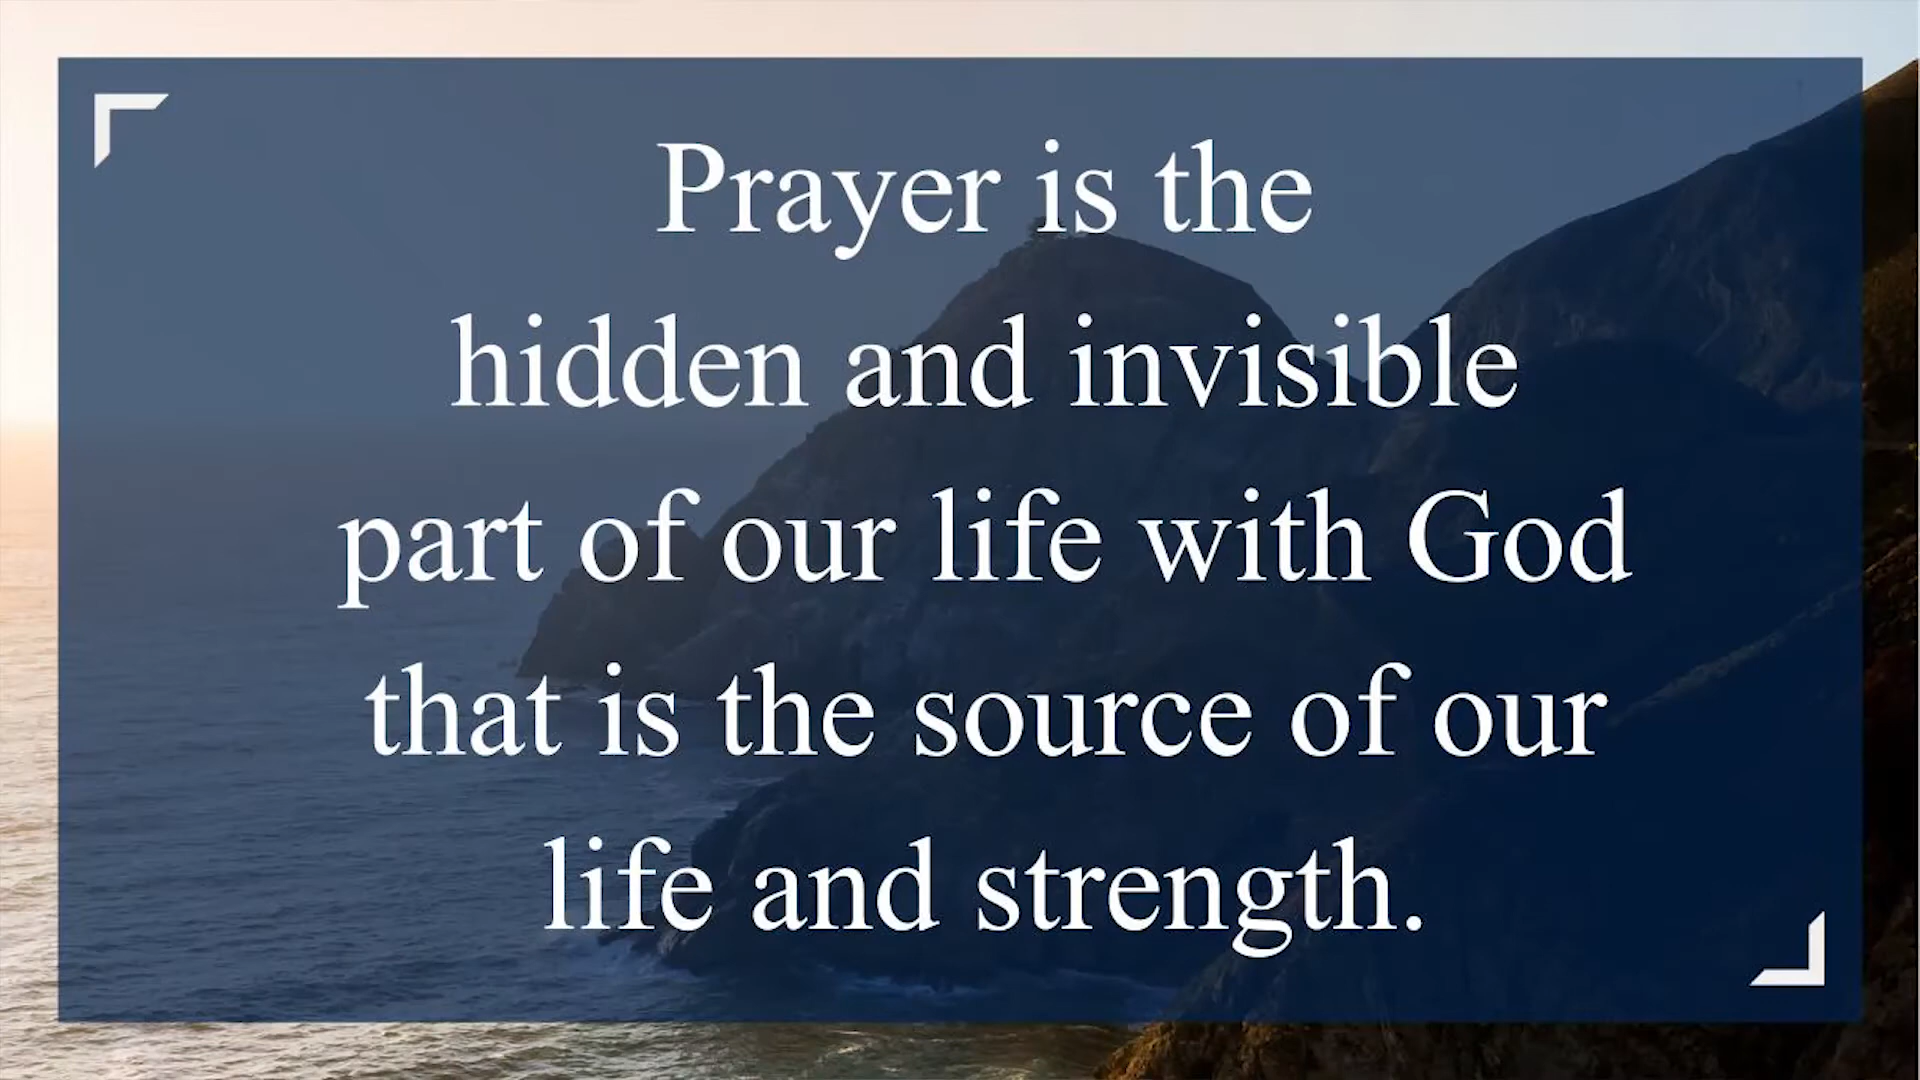 Prayer is the
hidden and invisible
part of our life with God
that is the source of our
life and strength.